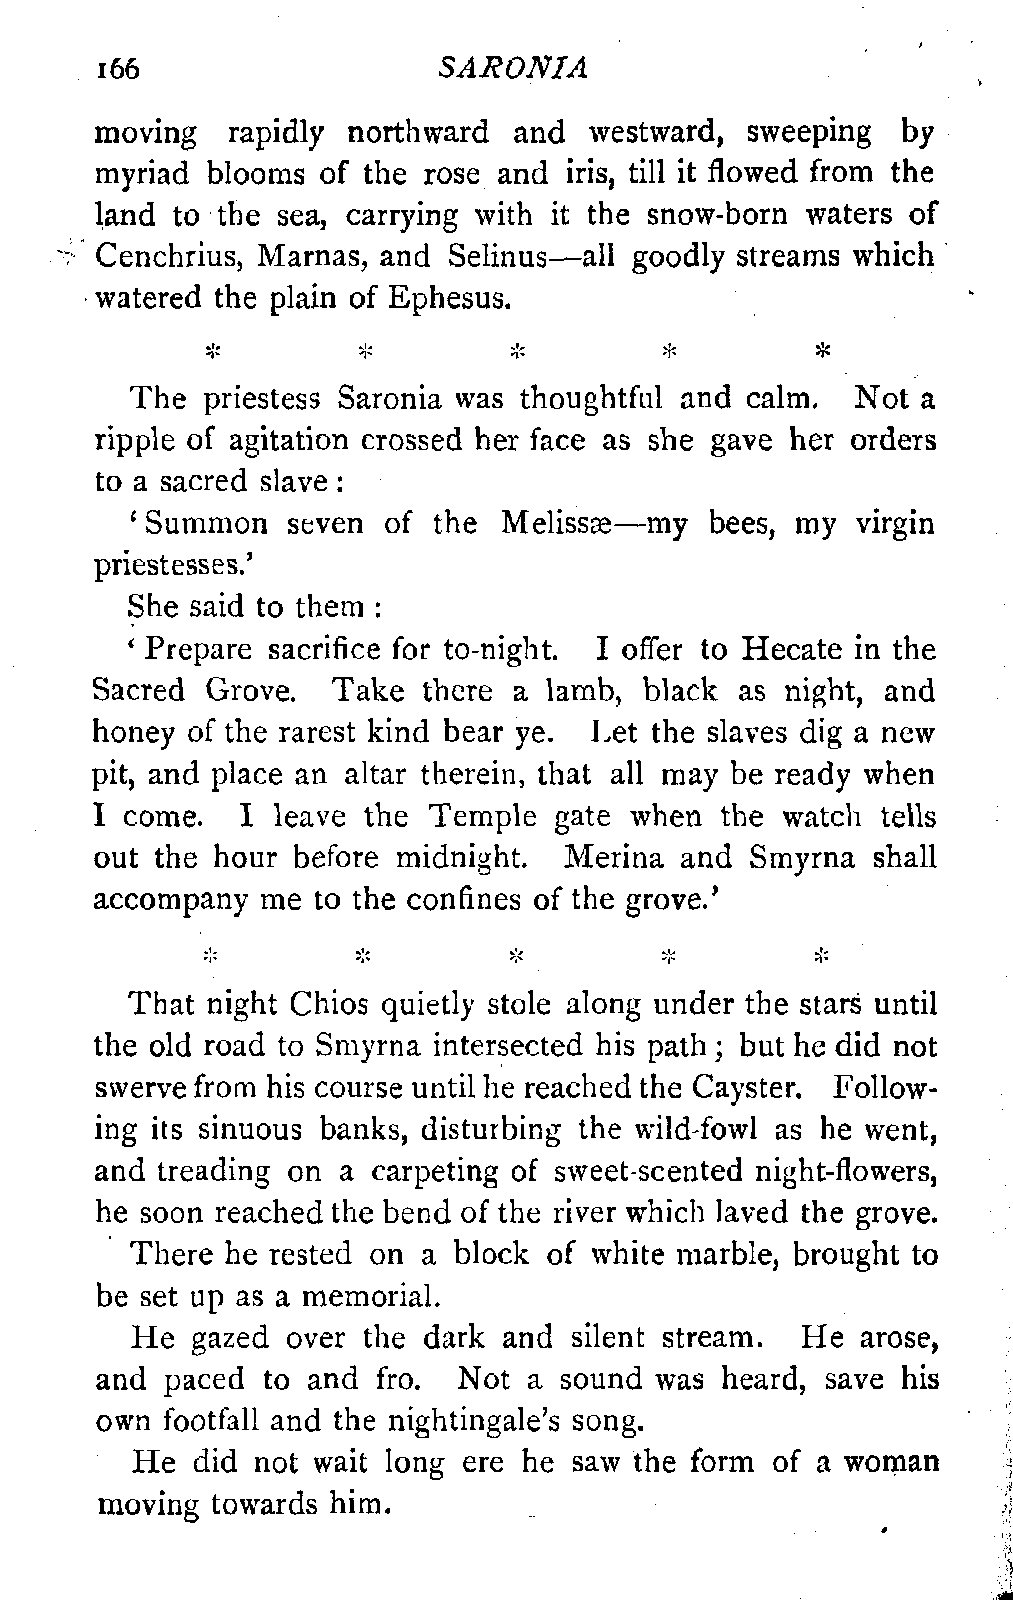 166 SARONIA
moving rapidly northward and westward, sweeping by
myriad blooms of the rose and iris, till it flowed from the
land to the sea, carrying with it the snow-born waters of
Cenchrius, Marnas, and Selinus—all goodly streams which
watered the plain of Ephesus.
* * * * *
The priestess Saronia was thoughtful and calm. Not a
ripple of agitation crossed her face as she gave her orders
to a sacred slave :
‘ Summon seven of the Melissæ—my bees, my virgin
priestesses.’
She said to them :
‘ Prepare sacrifice for to-night. I offer to Hecate in the
Sacred Grove. Take there a lamb, black as night, and
honey of the rarest kind bear ye. Let the slaves dig a new
pit, and place an altar therein, that all may be ready when
I come. I leave the Temple gate when the watch tells
out the hour before midnight. Merina and Smyrna shall
accompany me to the confines of the grove.’
* * * * *
That night Chios quietly stole along under the stars until
the old road to Smyrna intersected his path ; but he did not
swerve from his course until he reached the Cayster. Follow-
ing its sinuous banks, disturbing the wild-fowl as he went,
and treading on a carpeting of sweet-scented night-flowers,
he soon reached the bend of the river which laved the grove.
There he rested on a block of white marble, brought to
be set up as a memorial.
He gazed over the dark and silent stream. He arose,
and paced to and fro. Not a sound was heard, save his
own footfall and the nightingale's song.
He did not wait long ere he saw the form of a woman
moving towards him.